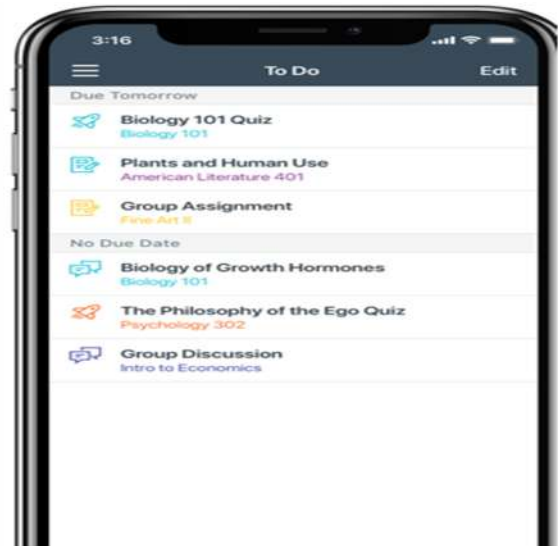 3:16
To Do
Edit
Due Tomorrow
Biology 101 Quiz
Biology 101
Plants and Human Use
American Literature 401
Group Assignment
Fine Art II
No Due Date
Biology of Growth Hormones
Biology 101
The Philosophy of the Ego Quiz
Psychology 302
Group Discussion
Intro to Economics